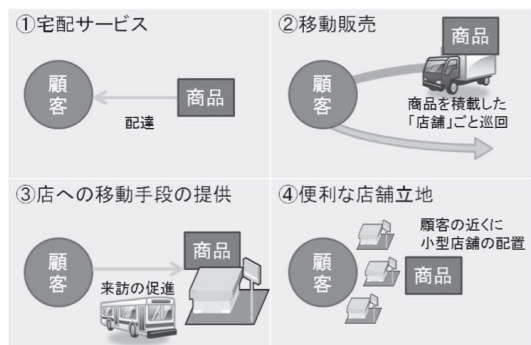 ①宅配サービス
顧客
商品
配達
②移動販売
商品
顧客
商品を積載した
「店舗」ごと巡回
③店への移動手段の提供
商品
顧客
来訪の促進
④便利な店舗立地
顧客の近くに
小型店舗の配置
顧客
商品